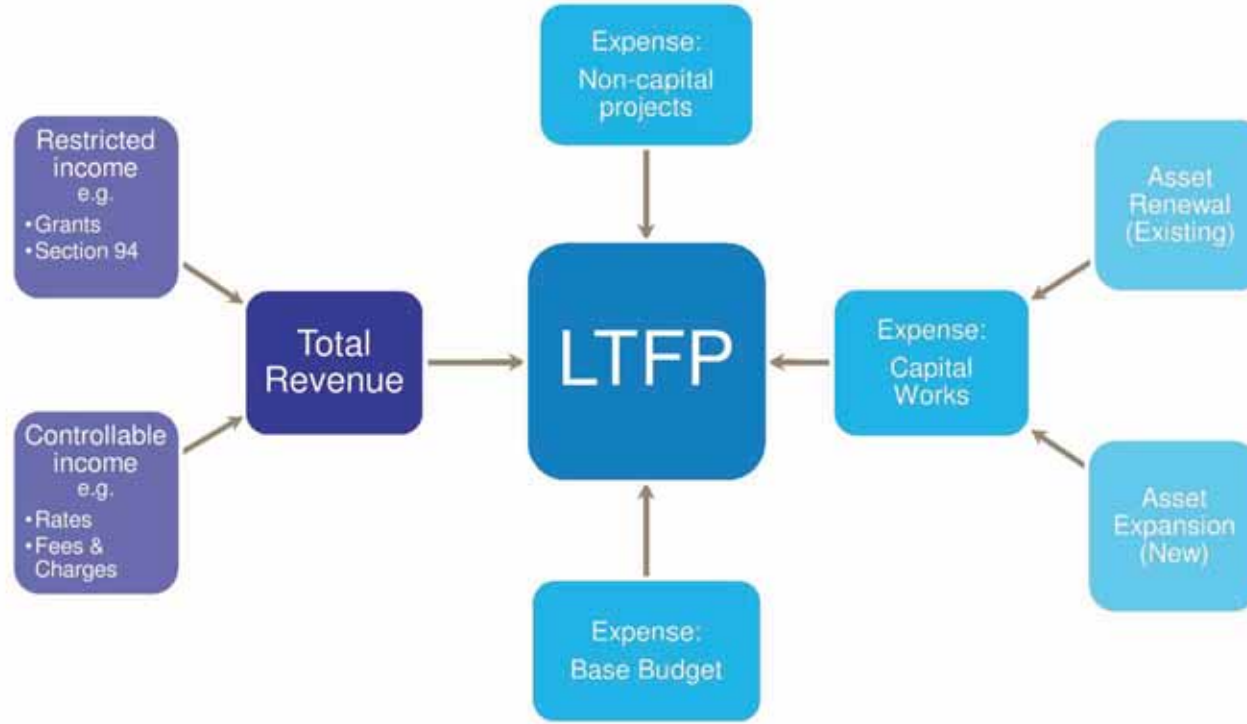 Expense:
Non-capital
projects
Restricted
income
e.g.
•Grants
•Section 94
Asset
Renewal
(Existing)
Total
Revenue
LTFP
Expense:
Capital
Works
Controllable
income
e.g.
•Rates
•Fees &
Charges
Asset
Expansion
(New)
Expense:
Base Budget